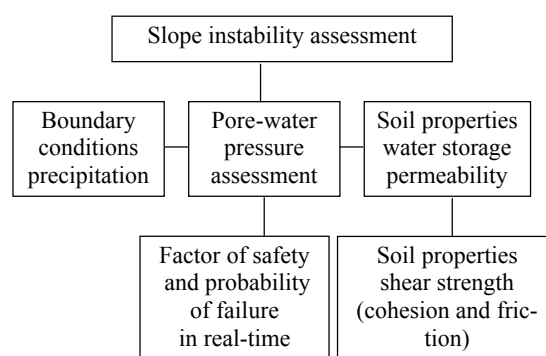 Slope instability assessment
Boundary
conditions
precipitation
Pore-water
pressure
assessment
Soil properties
water storage
permeability
Factor of safety
and probability
of failure
in real-time
Soil properties
shear strength
(cohesion and fric-
tion)